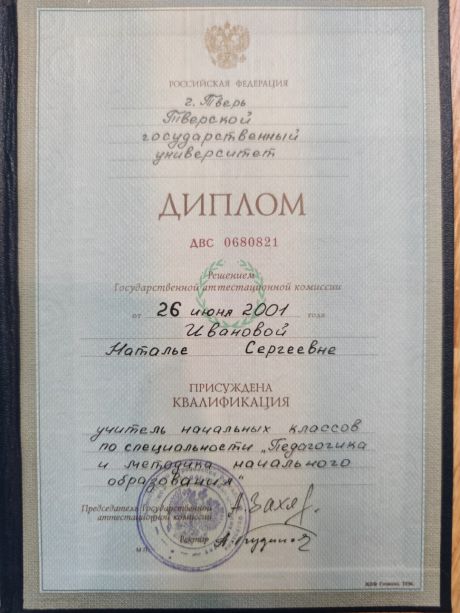 РОССИЙСКАЯ ФЕДЕРАЦИЯ
г. Тверь
Тверской
государственный
университет
ДИПЛОМ
ДВС 0680821
Решением
Государственной аттестационной комиссии
от 26 июня 2001 года
Ивановой
Наталье Сергеевне
ПРИСУЖДЕНА
КВАЛИФИКАЦИЯ
учитель начальных классов
по специальности „Педагогика
и методика начального
образования"
Председатель Государственной
аттестационной комиссии
Ректор